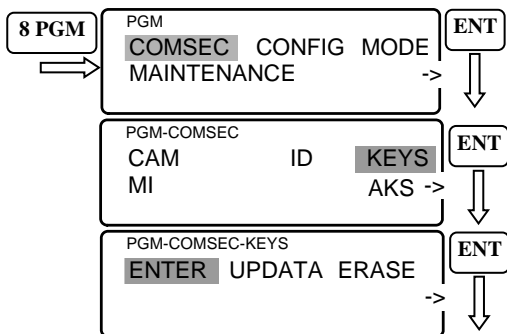 8 PGM
PGM
COMSEC CONFIG MODE
MAINTENANCE ->
ENT
PGM-COMSEC
CAM ID KEYS
MI AKS ->
ENT
PGM-COMSEC-KEYS
ENTER UPDATA ERASE
->
ENT